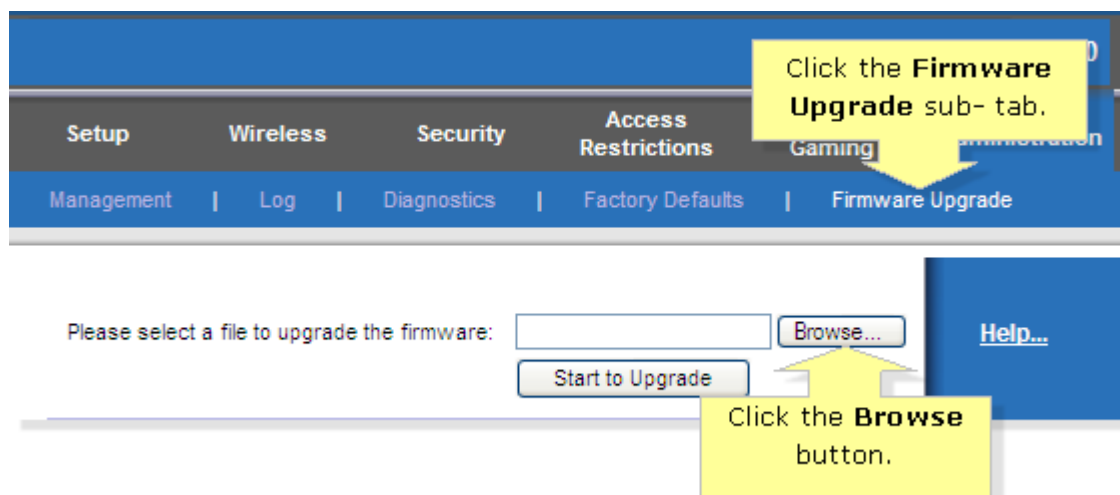 Click the Firmware
Upgrade sub- tab.
Setup Wireless Security Access Restrictions Gaming
Management | Log | Diagnostics | Factory Defaults | Firmware Upgrade
Please select a file to upgrade the firmware: Browse... Help...
Start to Upgrade
Click the Browse
button.